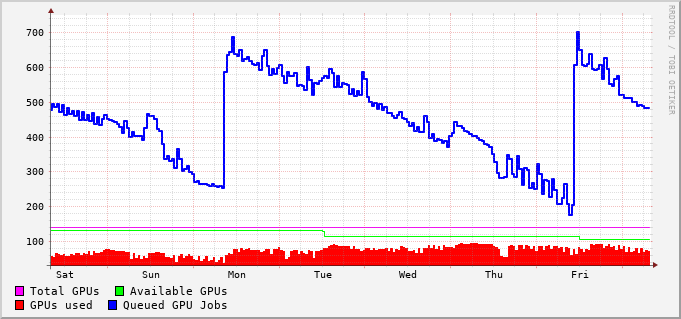 RRDTOOL / TOBI OETIKER
700
600
500
400
300
200
100
Sat Sun Mon Tue Wed Thu Fri
Total GPUs Available GPUs
GPUs used Queued GPU Jobs